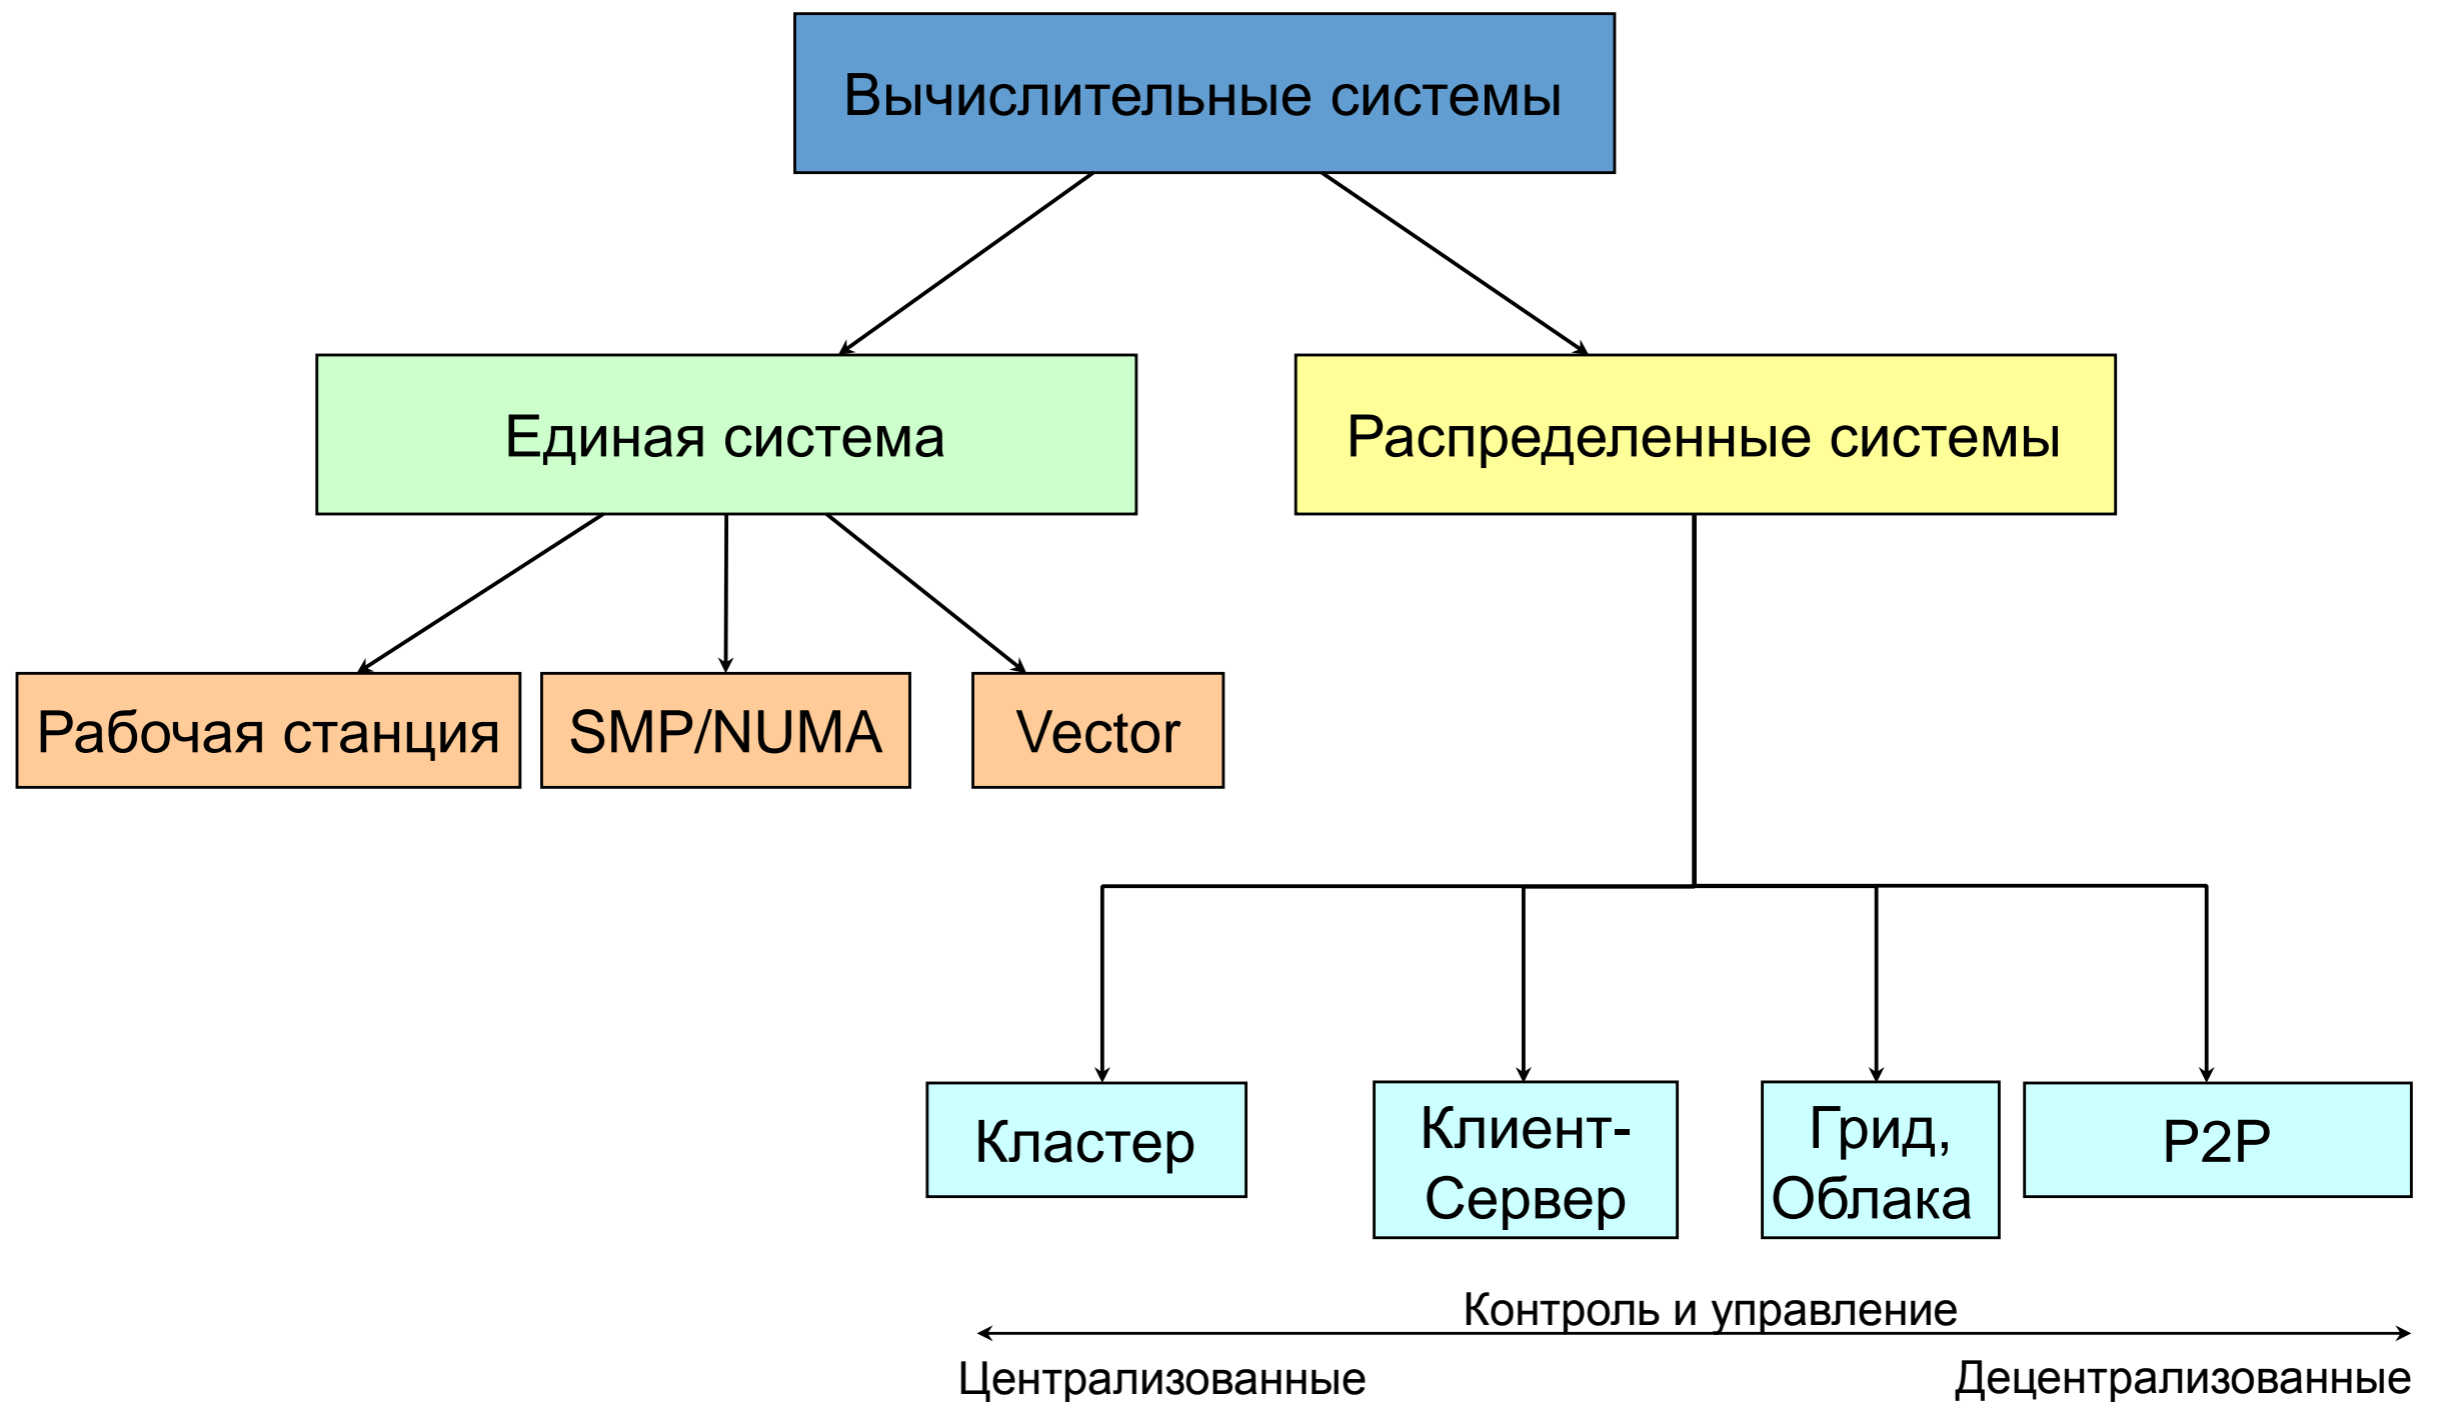 Вычислительные системы
Единая система
Распределенные системы
Рабочая станция
SMP/NUMA
Vector
Кластер
Клиент-
Сервер
Грид,
Облака
P2P
Контроль и управление
Централизованные
Децентрализованные